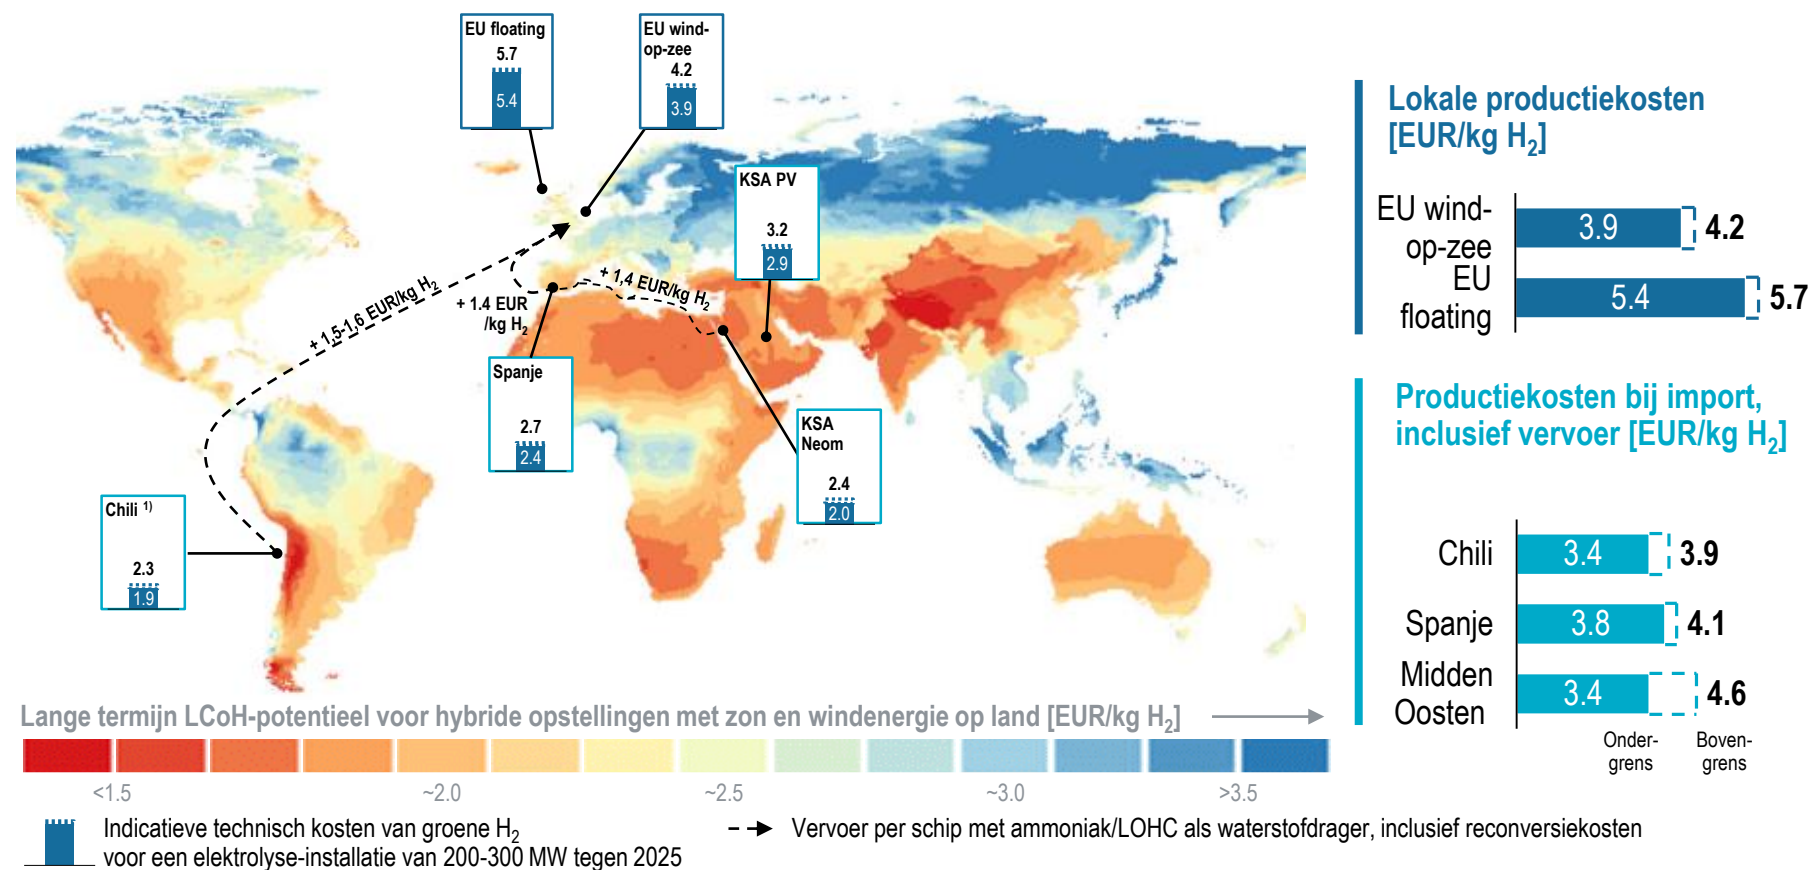 EU floating
5.7
5.4
EU wind-
op-zee
4.2
3.9
KSA PV
3.2
2.9
+ 1,5-1,6 EUR/kg H2
+ 1.4 EUR
/kg H2
+ 1,4 EUR/kg H2
Spanje
2.7
2.4
KSA
Neom
2.4
2.0
Chili 1)
2.3
1.9
Lange termijn LCoH-potentieel voor hybride opstellingen met zon en windenergie op land [EUR/kg H2]
<1.5
~2.0
~2.5
~3.0
>3.5
Indicatieve technisch kosten van groene H2
voor een elektrolyse-installatie van 200-300 MW tegen 2025
Vervoer per schip met ammoniak/LOHC als waterstofdrager, inclusief reconversiekosten
Lokale productiekosten
[EUR/kg H2]
EU wind-
op-zee
3.9
4.2
EU
floating
5.4
5.7
Productiekosten bij import,
inclusief vervoer [EUR/kg H2]
Chili
3.4
3.9
Spanje
3.8
4.1
Midden
Oosten
3.4
4.6
Onder-
grens
Boven-
grens